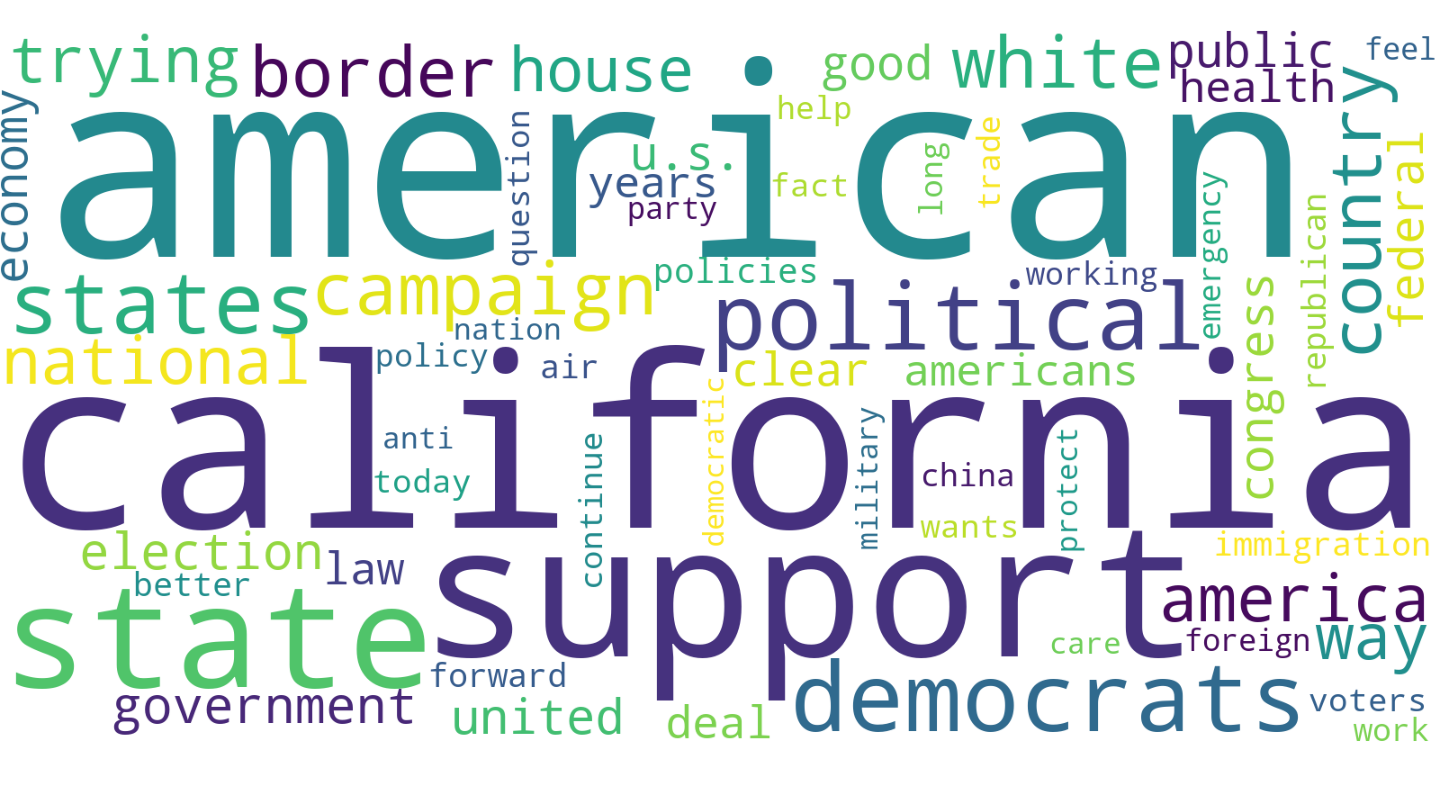 trying
border
house
good
white
public
feel
health
american
economy
help
question
u.s.
years
party
fact
long
trade
country
federal
emergency
republican
states
campaign
policies
political
working
congress
national
nation
policy
air
clear
americans
california
anti
today
continue
democratic
military
china
wants
protect
immigration
election
law
better
support
state
america
care
foreign
way
forward
government
united
deal
democrats
voters
work